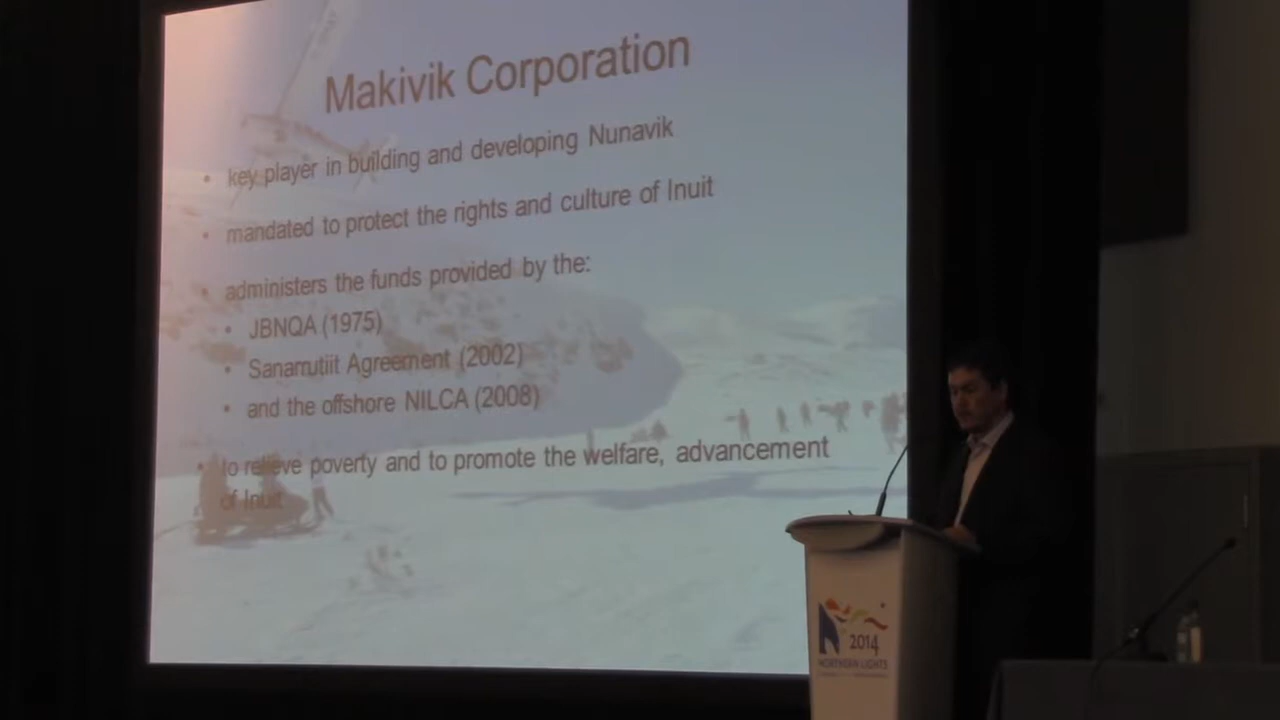 Makivik Corporation
• key player in building and developing Nunavik
• mandated to protect the rights and culture of Inuit
• administers the funds provided by the:
• JBNQA (1975)
• Sanarrutiit Agreement (2002)
• and the offshore NILCA (2008)
• to relieve poverty and to promote the welfare, advancement
of Inuit
2014
NORTHERN LIGHTS